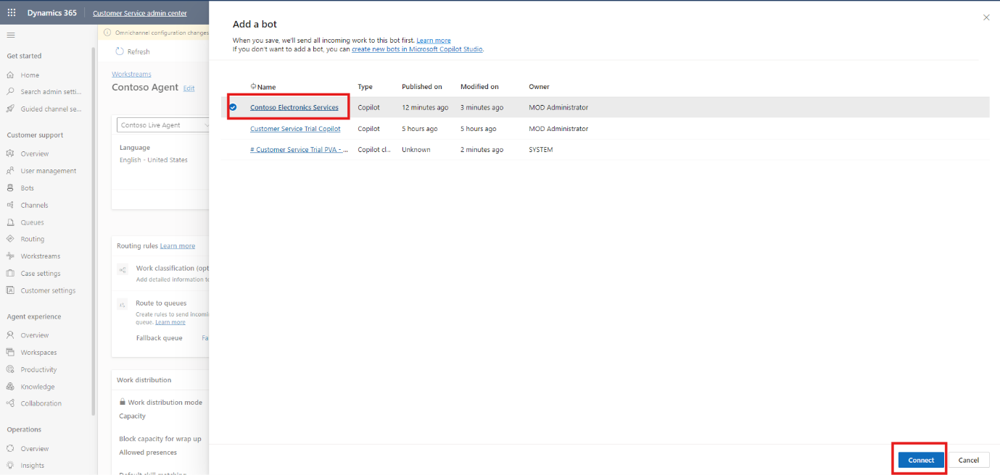 Dynamics 365
Customer Service admin center
Get started
Home
Search admin setti...
Guided channel se...
Customer support
Overview
User management
Bots
Channels
Queues
Routing
Workstreams
Case settings
Customer settings
Agent experience
Overview
Workspaces
Productivity
Knowledge
Collaboration
Operations
Overview
Insights
Omnichannel configuration changes
Refresh
Workstreams
Contoso Agent Edit
Contoso Live Agent
Language
English - United States
Routing rules Learn more
Work classification (opt
Add detailed information to
Route to queues
Create rules to send incomi
queue. Learn more
Fallback queue Fa
Work distribution
Work distribution mode
Capacity
Block capacity for wrap up
Allowed presences
Default skill matching
Add a bot
When you save, we'll send all incoming work to this bot first. Learn more
If you don't want to add a bot, you can create new bots in Microsoft Copilot Studio.
Name Type Published on Modified on Owner
Contoso Electronics Services Copilot 12 minutes ago 3 minutes ago MOD Administrator
Customer Service Trial Copilot Copilot 5 hours ago 5 hours ago MOD Administrator
# Customer Service Trial PVA - ... Copilot cl... Unknown 2 minutes ago SYSTEM
Connect Cancel